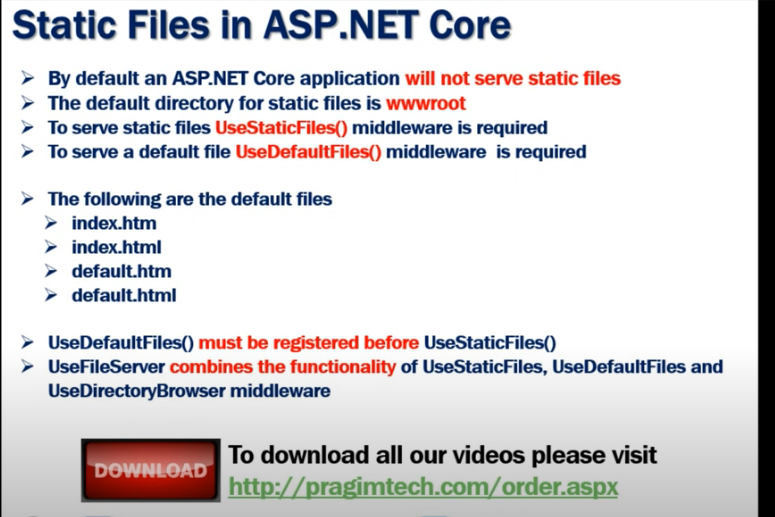 Static Files in ASP.NET Core
By default an ASP.NET Core application will not serve static files
The default directory for static files is wwwroot
To serve static files UseStaticFiles() middleware is required
To serve a default file UseDefaultFiles() middleware is required
The following are the default files
index.htm
index.html
default.htm
default.html
UseDefaultFiles() must be registered before UseStaticFiles()
UseFileServer combines the functionality of UseStaticFiles, UseDefaultFiles and
UseDirectoryBrowser middleware
DOWNLOAD
To download all our videos please visit
http://pragimtech.com/order.aspx